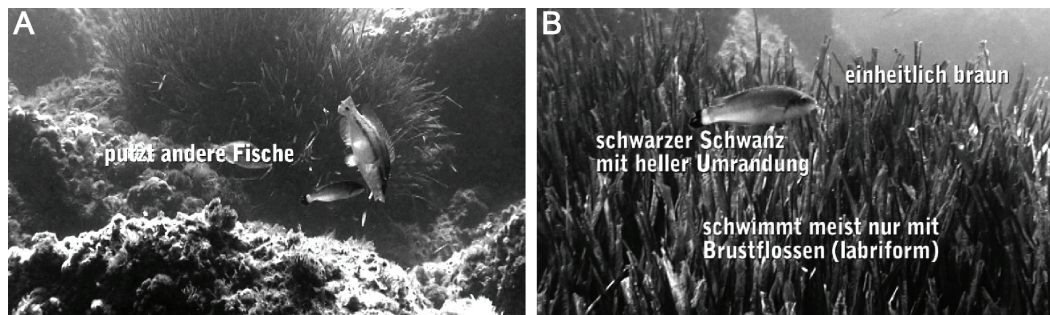 A
putzt andere Fische
B
einheitlich braun
schwarzer Schwanz
mit heller Umrandung
schwimmt meist nur mit
Brustflossen (labriform)